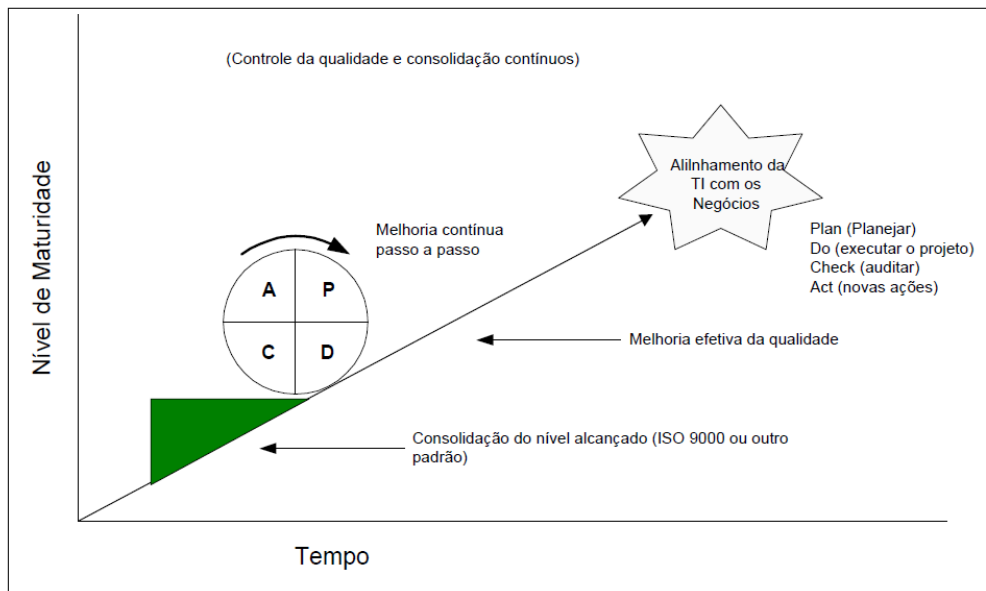 (Controle da qualidade e consolidação contínuos)
Nível de Maturidade
Alilnhamento da
TI com os
Negócios
Melhoria contínua
passo a passo
Plan (Planejar)
Do (executar o projeto)
Check (auditar)
Act (novas ações)
A P
C D
Melhoria efetiva da qualidade
Consolidação do nível alcançado (ISO 9000 ou outro
padrão)
Tempo